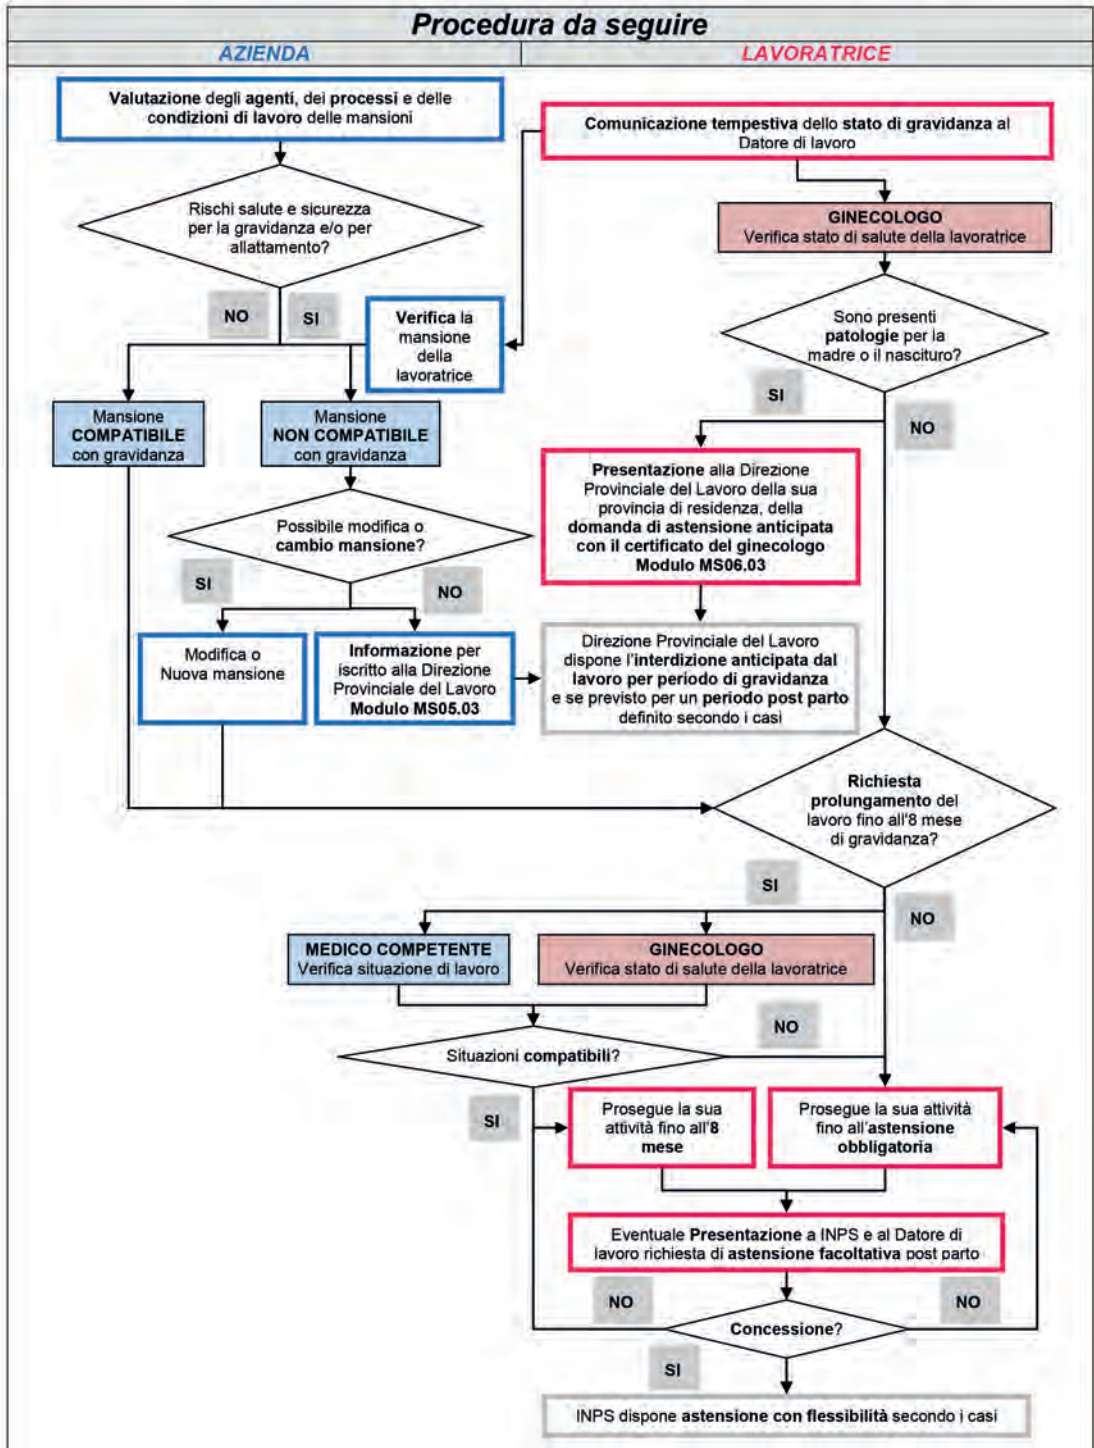 Procedura da seguire
AZIENDA
LAVORATRICE
Valutazione degli agenti, dei processi e delle
condizioni di lavoro delle mansioni
Comunicazione tempestiva dello stato di gravidanza al
Datore di lavoro
Rischi salute e sicurezza
per la gravidanza e/o per
allattamento?
GINECOLOGO
Verifica stato di salute della lavoratrice
NO
SI
Verifica la
mansione
della
lavoratrice
Sono presenti
patologie per la
madre o il nascituro?
SI
NO
Mansione
COMPATIBILE
con gravidanza
Mansione
NON COMPATIBILE
con gravidanza
Presentazione alla Direzione
Provinciale del Lavoro della sua
provincia di residenza, della
domanda di astensione anticipata
con il certificato del ginecologo
Modulo MS06.03
Possibile modifica o
cambio mansione?
SI
NO
Modifica o
Nuova mansione
Informazione per
iscritto alla Direzione
Provinciale del Lavoro
Modulo MS05.03
Direzione Provinciale del Lavoro
dispone l'interdizione anticipata dal
lavoro per periodo di gravidanza
e se previsto per un periodo post parto
definito secondo i casi
Richiesta
prolungamento del
lavoro fino all'8 mese
di gravidanza?
SI
NO
MEDICO COMPETENTE
Verifica situazione di lavoro
GINECOLOGO
Verifica stato di salute della lavoratrice
NO
Situazioni compatibili?
SI
Prosegue la sua
attività fino all'8
mese
Prosegue la sua attività
fino all'astensione
obbligatoria
Eventuale Presentazione a INPS e al Datore di
lavoro richiesta di astensione facoltativa post parto
NO
NO
Concessione?
SI
INPS dispone astensione con flessibilità secondo i casi